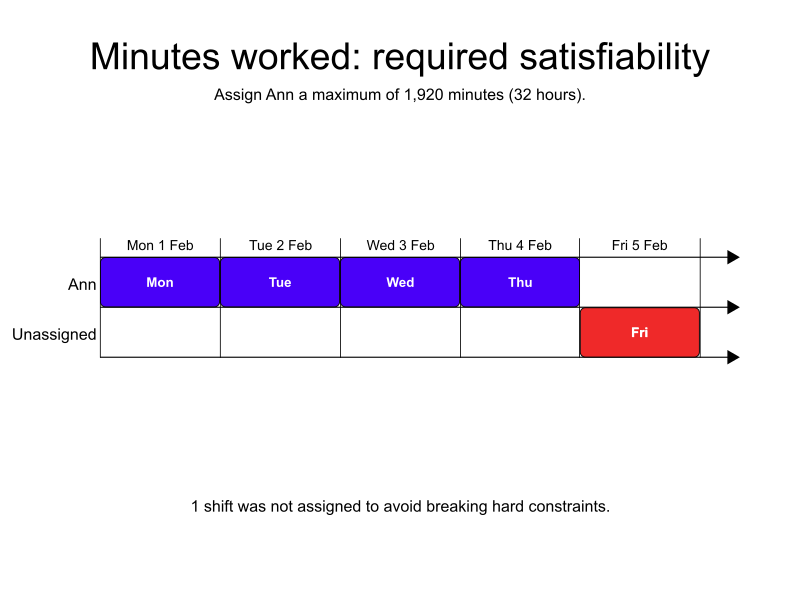 Minutes worked: required satisfiability
Assign Ann a maximum of 1,920 minutes (32 hours).
Mon 1 Feb Tue 2 Feb Wed 3 Feb Thu 4 Feb Fri 5 Feb
Ann Mon Tue Wed Thu
Unassigned Fri
1 shift was not assigned to avoid breaking hard constraints.